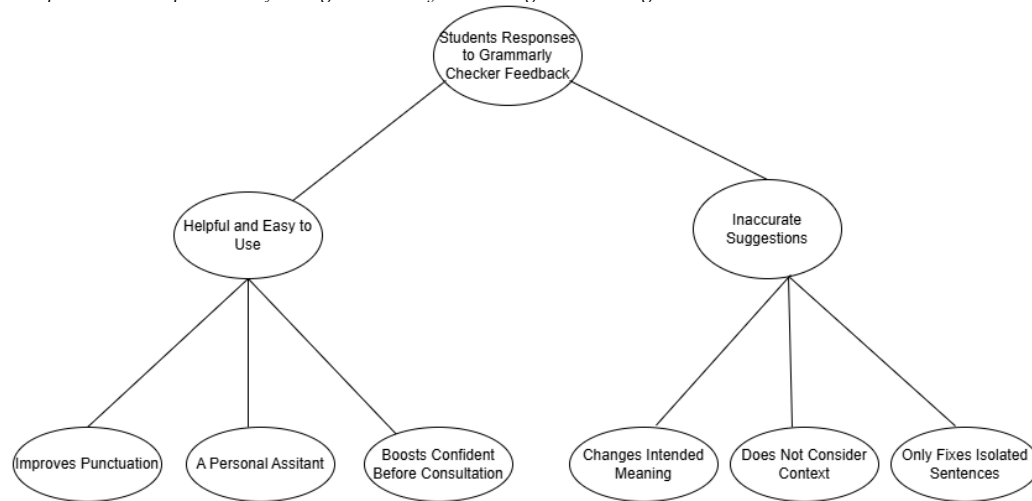 Students Responses
to Grammarly
Checker Feedback
Helpful and Easy to
Use
Inaccurate
Suggestions
Improves Punctuation
A Personal Assitant
Boosts Confident
Before Consultation
Changes Intended
Meaning
Does Not Consider
Context
Only Fixes Isolated
Sentences